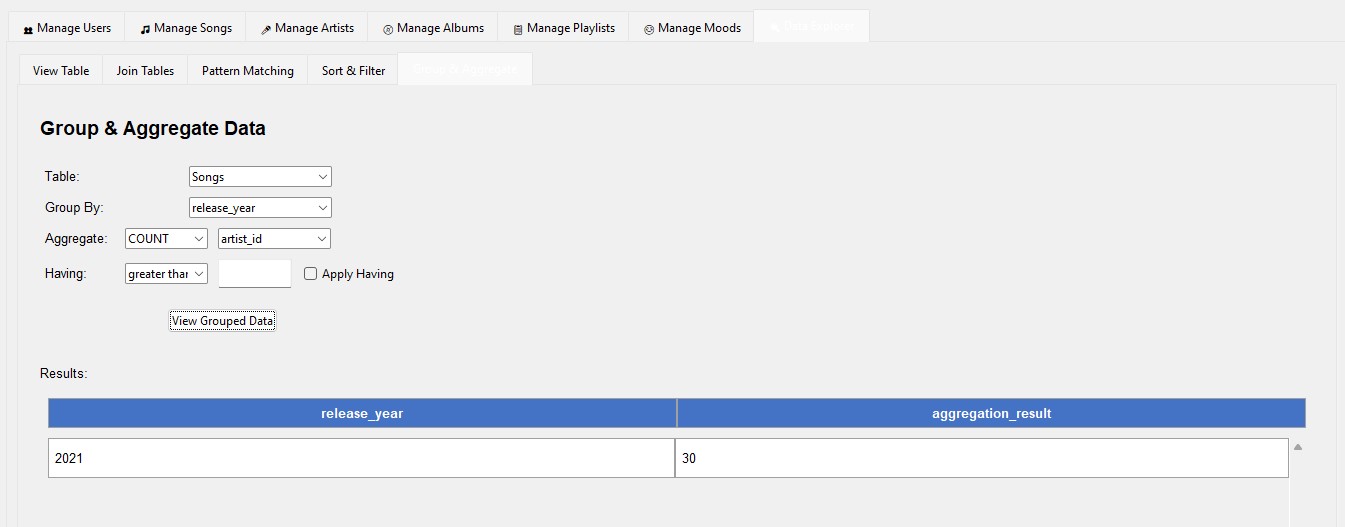 Manage Users Manage Songs Manage Artists Manage Albums Manage Playlists Manage Moods
View Table Join Tables Pattern Matching Sort & Filter Group & Aggregate
Group & Aggregate Data
Table: Songs
Group By: release_year
Aggregate: COUNT artist_id
Having: greater thar Apply Having
View Grouped Data
Results:
release_year aggregation_result
2021 30